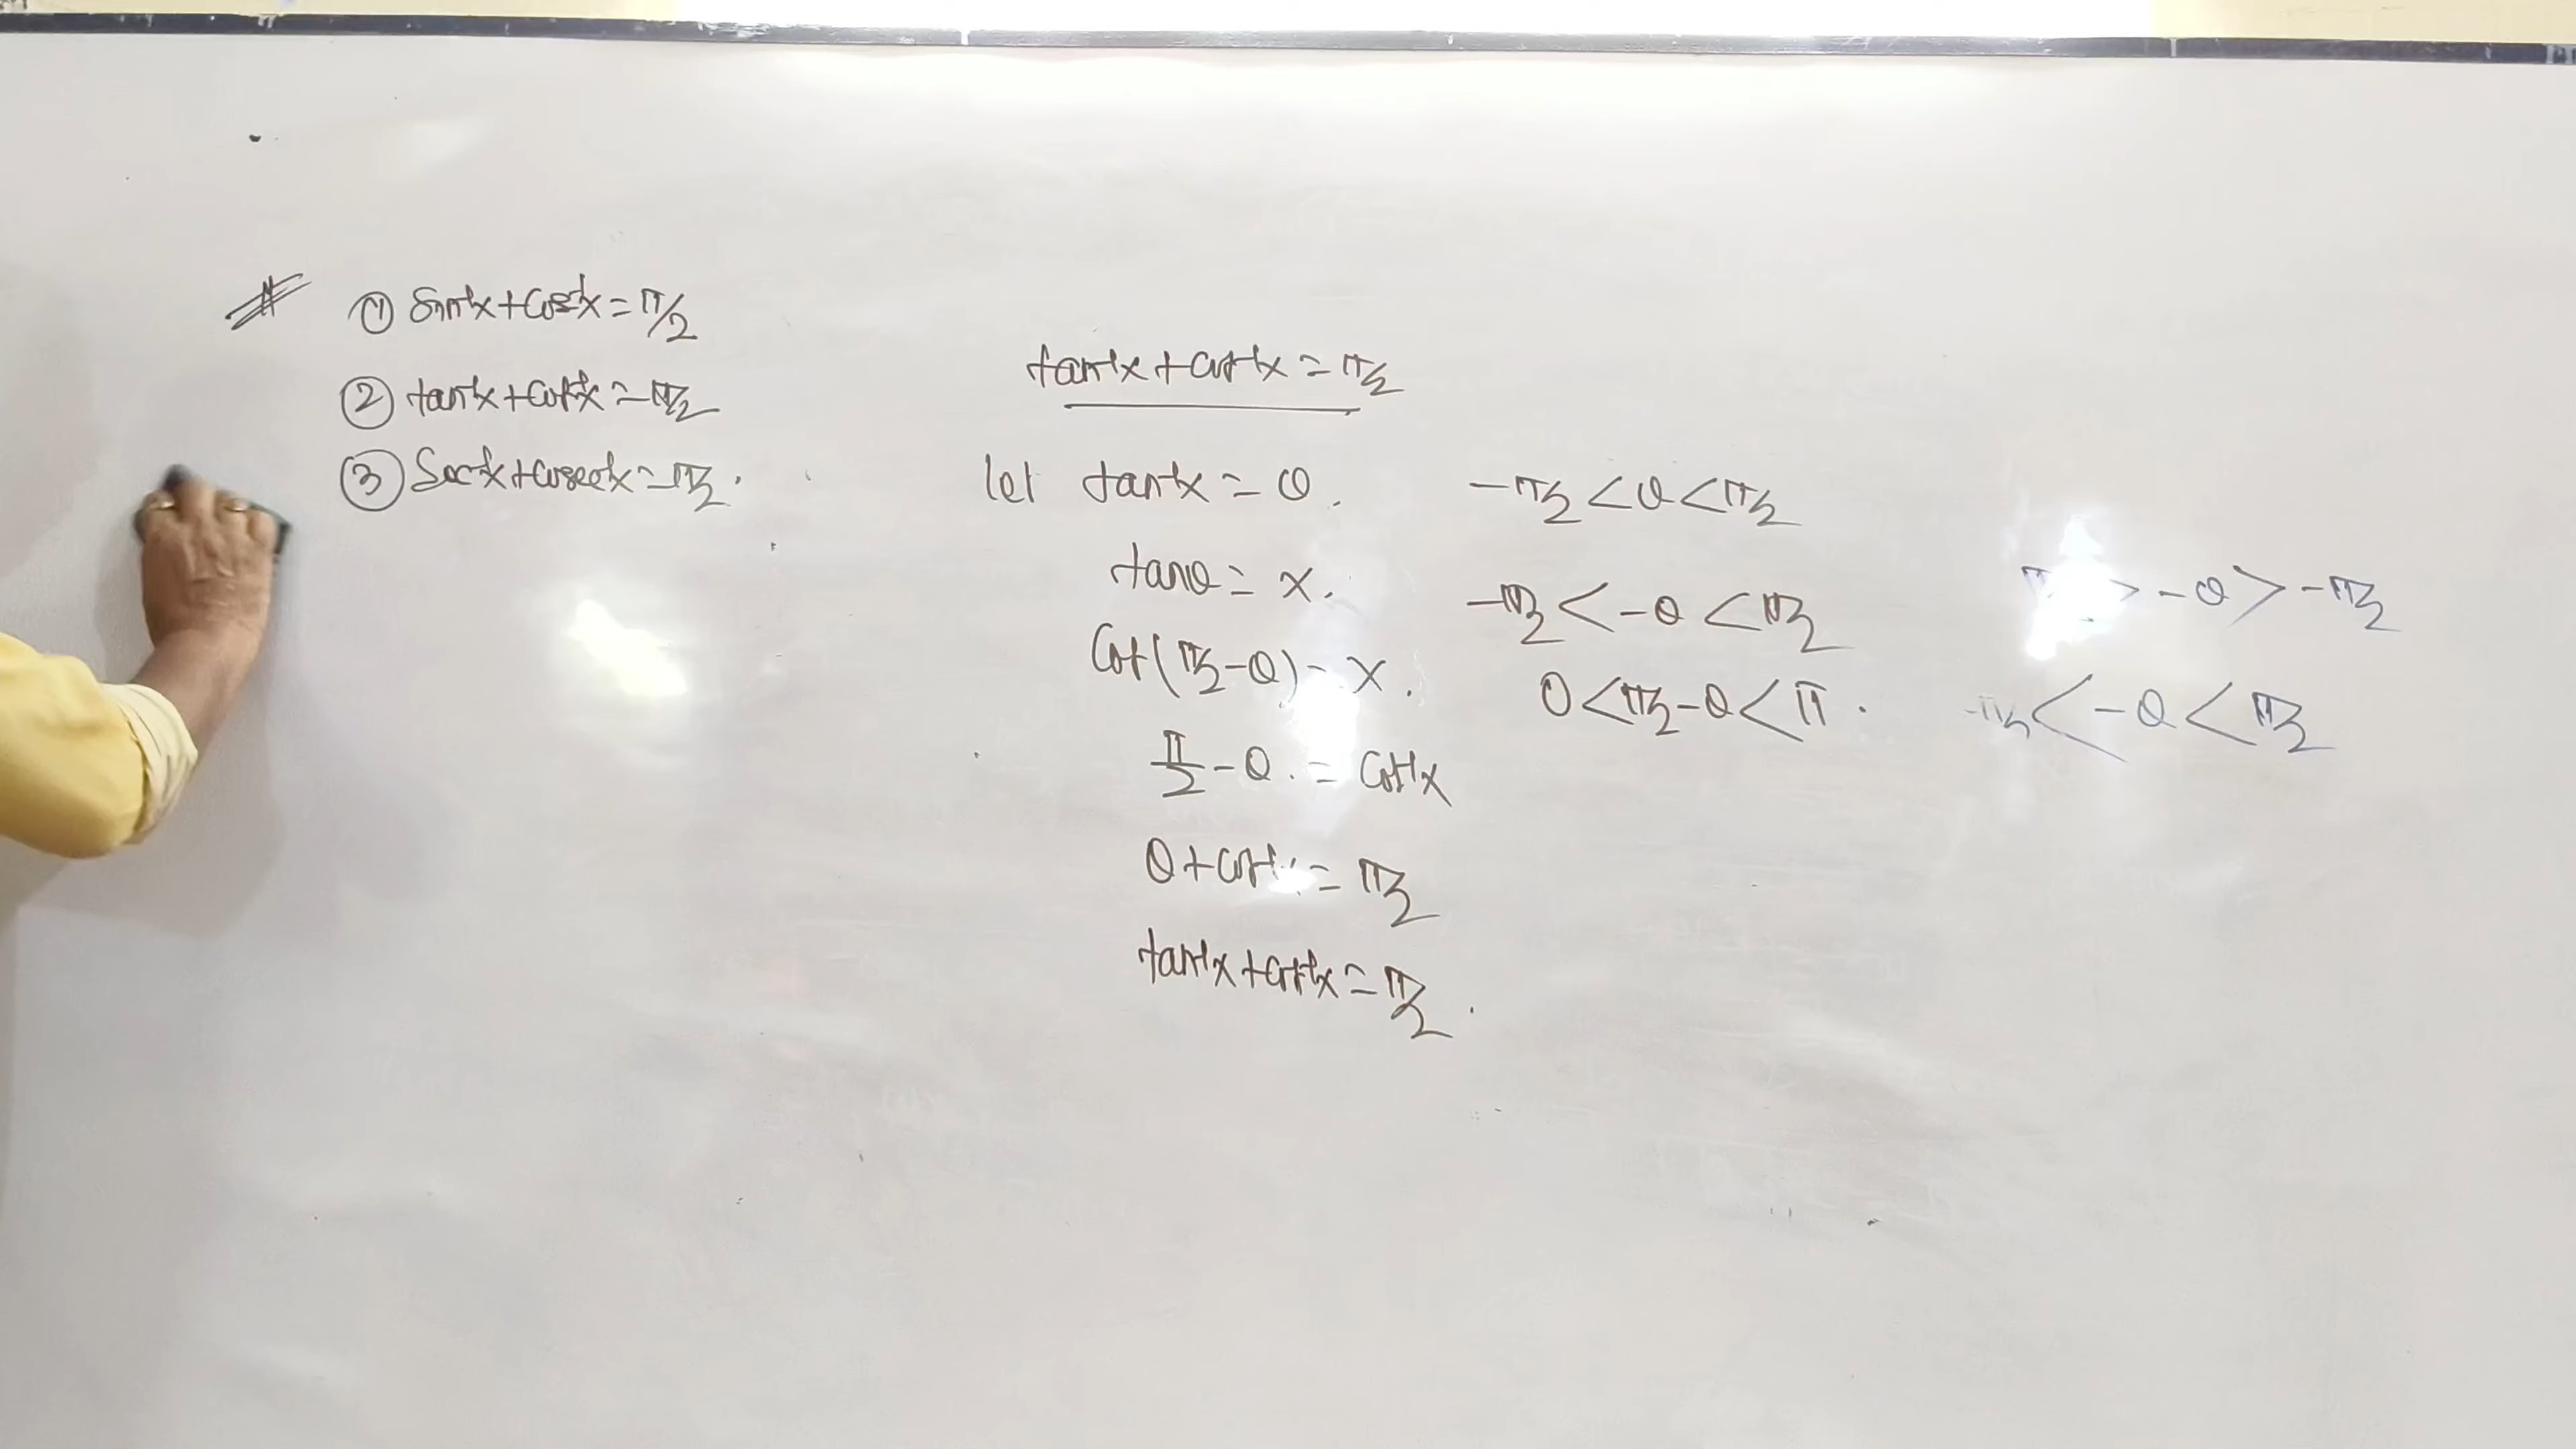 ① Sin⁻¹x + Cos⁻¹x = π/2
② tan⁻¹x + Cot⁻¹x = π/2
③ Sec⁻¹x + Cosec⁻¹x = π/2.
tan⁻¹x + Cot⁻¹x = π/2
let tan⁻¹x = θ. -π/2 < θ < π/2
tanθ = x. -π/2 < -θ < π/2
> -θ > -π/2
Cot(π/2 - θ) = x. 0 < π/2 - θ < π.
-π/2 < -θ < π/2
π/2 - θ. = Cot⁻¹x
θ + Cot⁻¹ = π/2
tan⁻¹x + Cot⁻¹x = π/2.